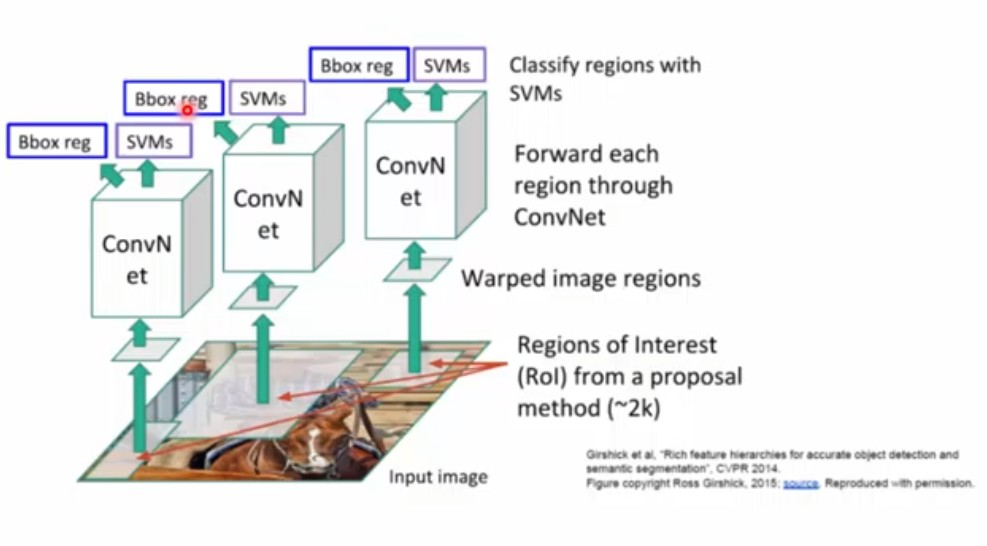 Bbox reg
SVMs
Classify regions with
SVMs
Bbox reg
SVMs
Bbox reg
SVMs
Forward each
region through
ConvNet
ConvN
et
ConvN
et
ConvN
et
Warped image regions
Regions of Interest
(RoI) from a proposal
method (~2k)
Input image
Girshick et al, "Rich feature hierarchies for accurate object detection and
semantic segmentation", CVPR 2014.
Figure copyright Ross Girshick, 2015; source. Reproduced with permission.